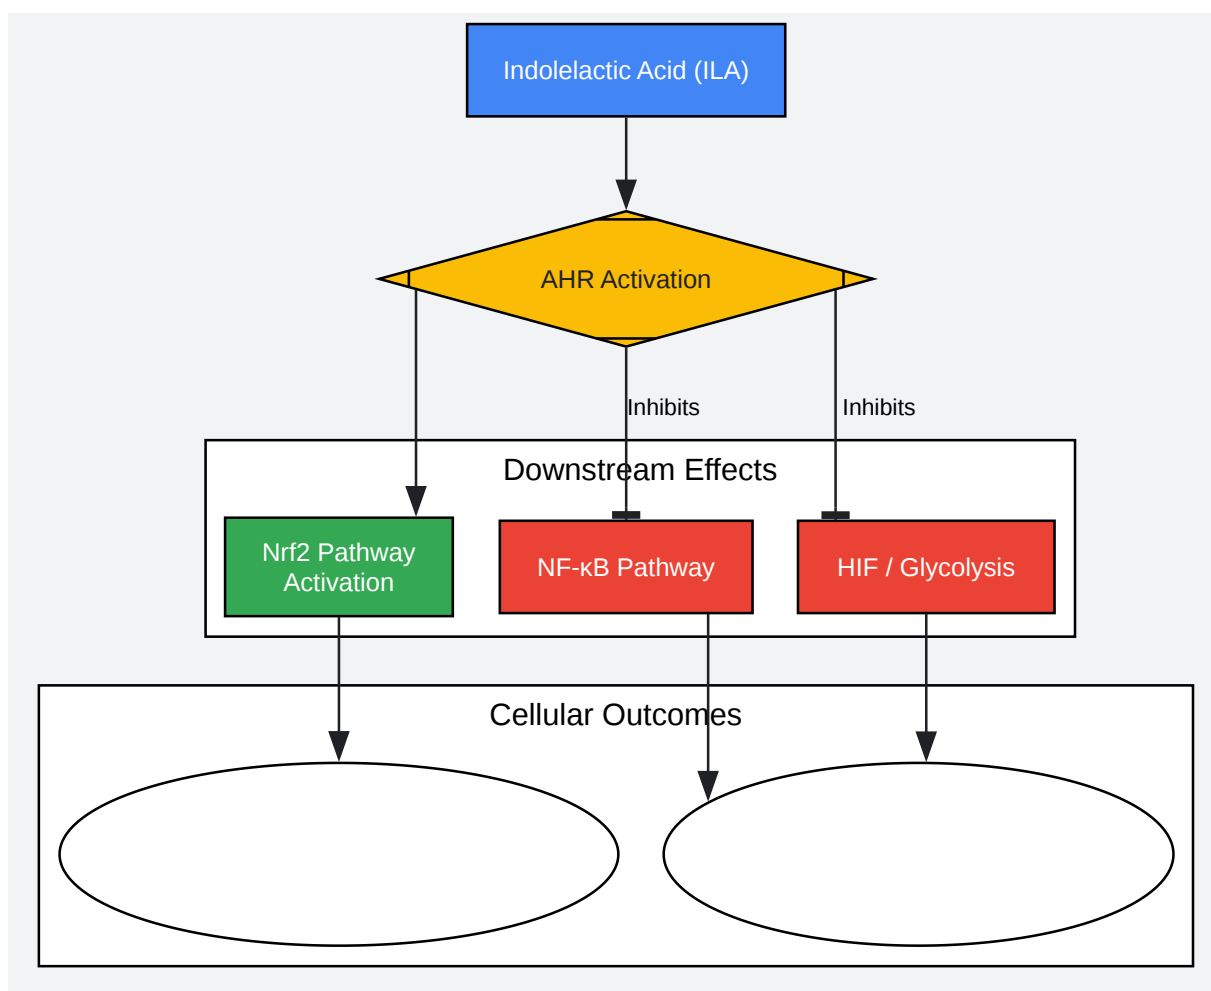 Indolelactic Acid (ILA)
AHR Activation
Inhibits
Inhibits
Downstream Effects
Nrf2 Pathway
Activation
NF-κB Pathway
HIF / Glycolysis
Cellular Outcomes